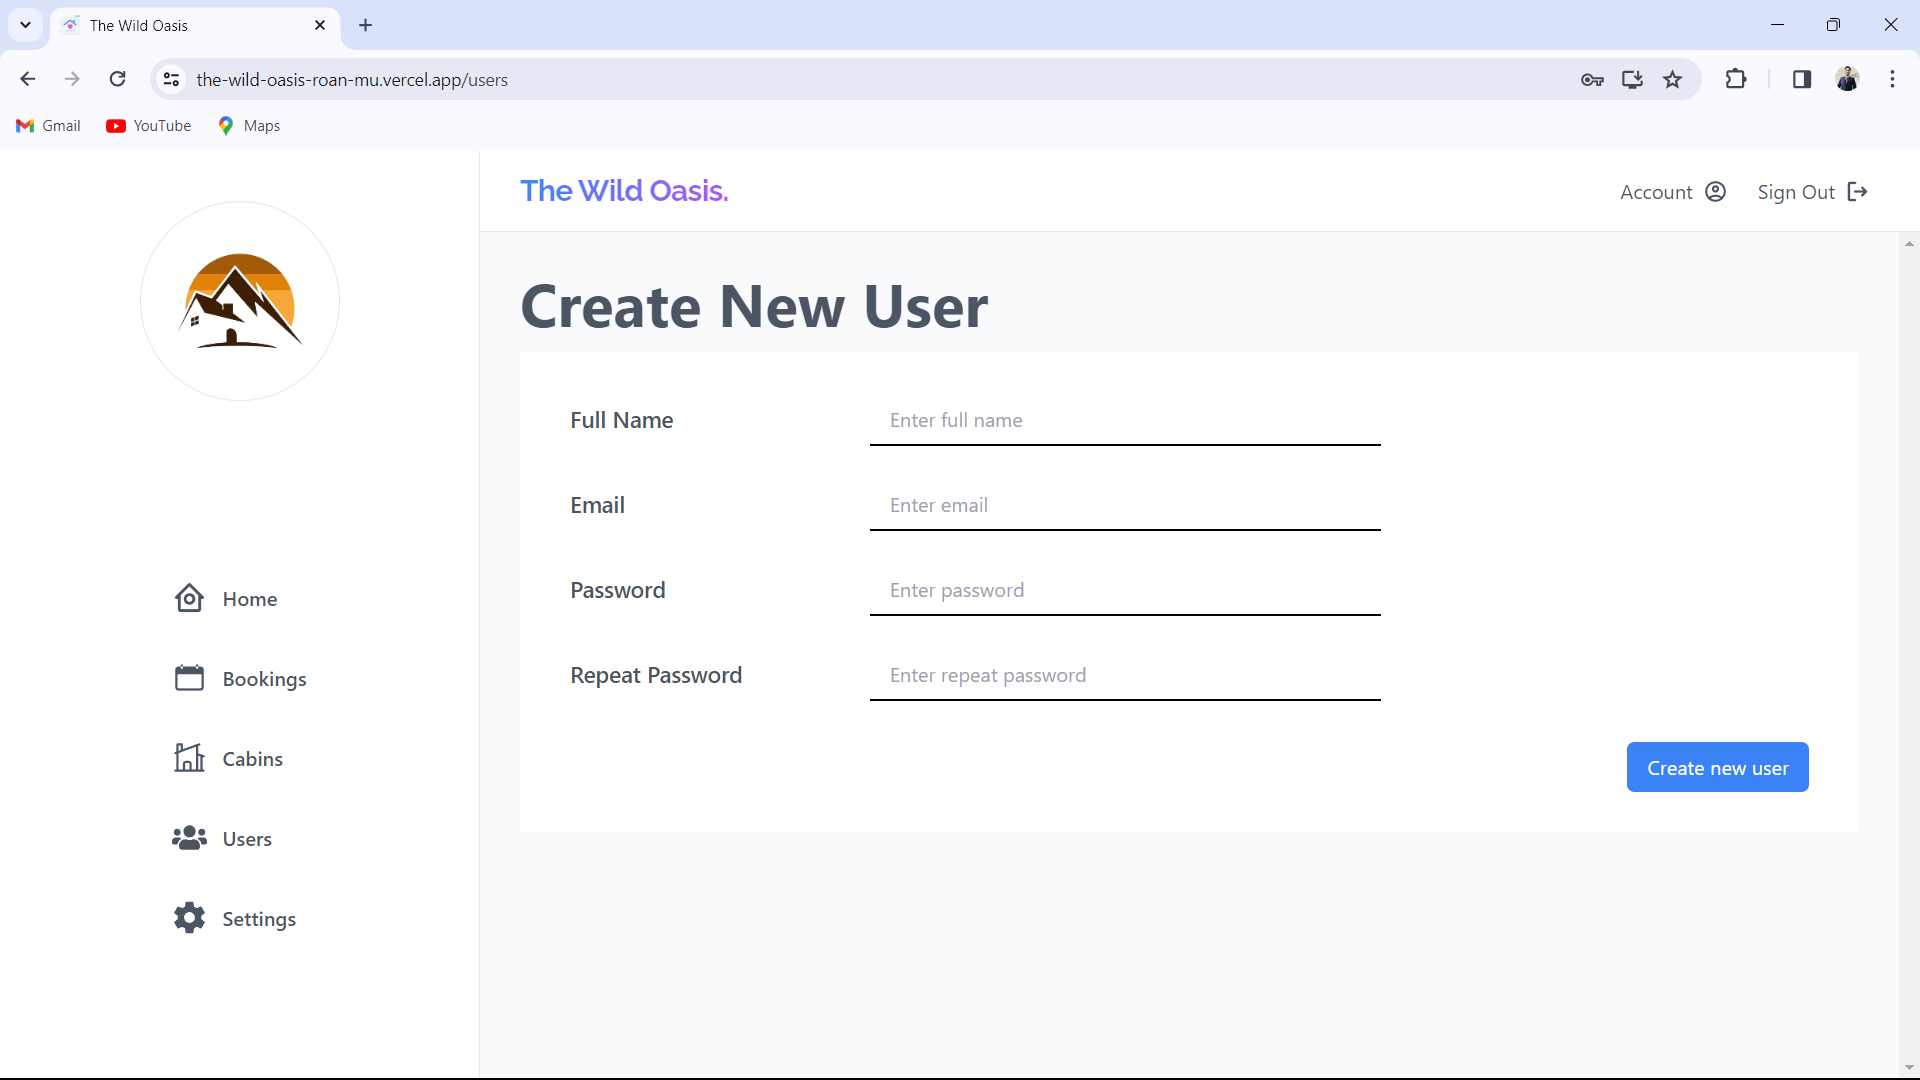 The Wild Oasis
the-wild-oasis-roan-mu.vercel.app/users
Gmail YouTube Maps
The Wild Oasis.
Account Sign Out
Create New User
Full Name Enter full name
Email Enter email
Password Enter password
Repeat Password Enter repeat password
Create new user
Home
Bookings
Cabins
Users
Settings